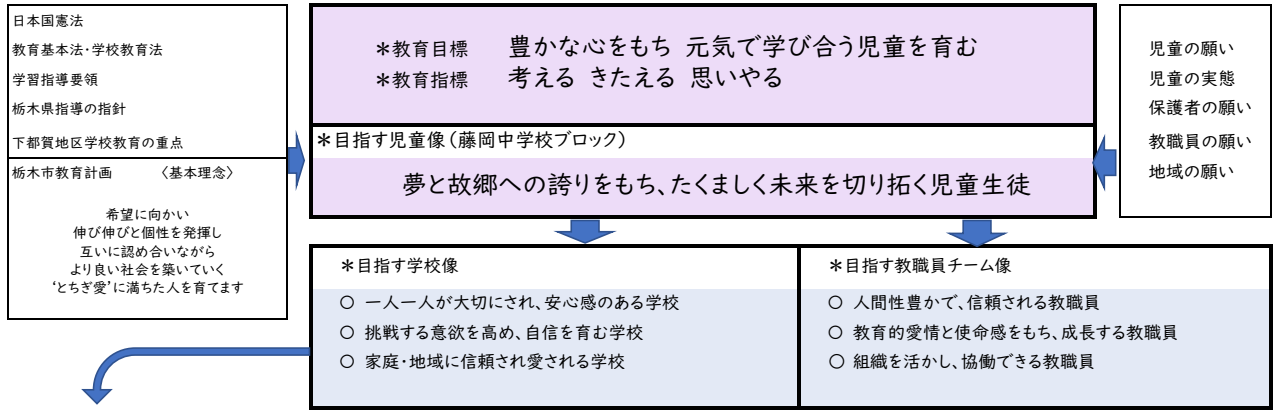 日本国憲法
教育基本法・学校教育法
学習指導要領
栃木県指導の指針
下都賀地区学校教育の重点
栃木市教育計画　〈基本理念〉
希望に向かい
伸び伸びと個性を発揮し
互いに認め合いながら
より良い社会を築いていく
‘とちぎ愛’に満ちた人を育てます
＊教育目標　豊かな心をもち 元気で学び合う児童を育む
＊教育指標　考える きたえる 思いやる
＊目指す児童像（藤岡中学校ブロック）
夢と故郷への誇りをもち、たくましく未来を切り拓く児童生徒
児童の願い
児童の実態
保護者の願い
教職員の願い
地域の願い
＊目指す学校像
○ 一人一人が大切にされ、安心感のある学校
○ 挑戦する意欲を高め、自信を育む学校
○ 家庭・地域に信頼され愛される学校
＊目指す教職員チーム像
○ 人間性豊かで、信頼される教職員
○ 教育的愛情と使命感をもち、成長する教職員
○ 組織を活かし、協働できる教職員